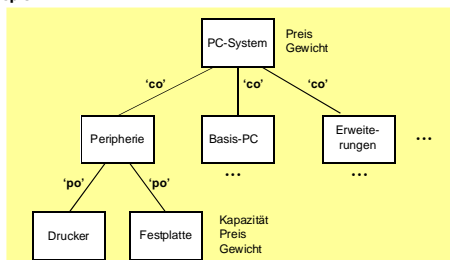 PC-System
Preis
Gewicht
'co'
'co'
'co'
Peripherie
Basis-PC
Erweite-
rungen
...
...
...
'po'
'po'
Drucker
Festplatte
Kapazität
Preis
Gewicht